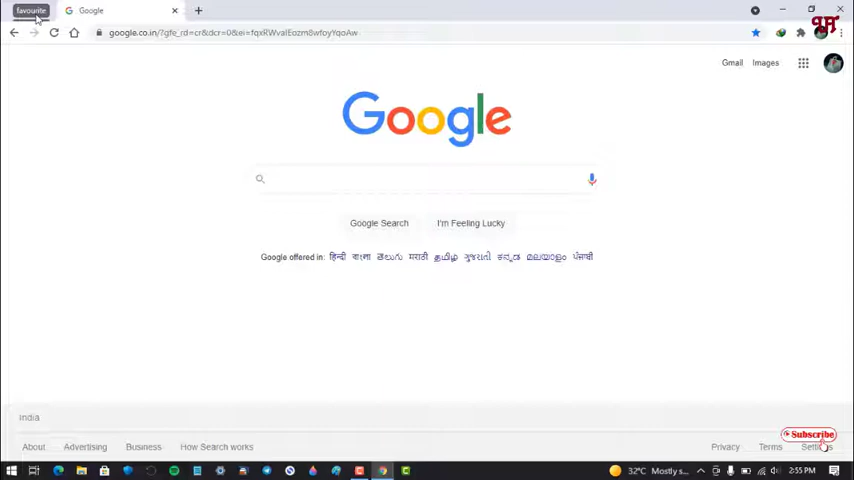 favourite
Google
google.co.in/?gfe_rd=cr&dcr=0&ei=fqxRWvalEozm8wfoyYqoAw
Gmail Images
Google
Google Search I'm Feeling Lucky
Google offered in: हिन्दी বাংলা తెలుగు मराठी தமிழ் ગુજરાતી ಕನ್ನಡ മലയാളം ਪੰਜਾਬੀ
India
Subscribe
About Advertising Business How Search works Privacy Terms Settings
32°C Mostly s... 2:55 PM